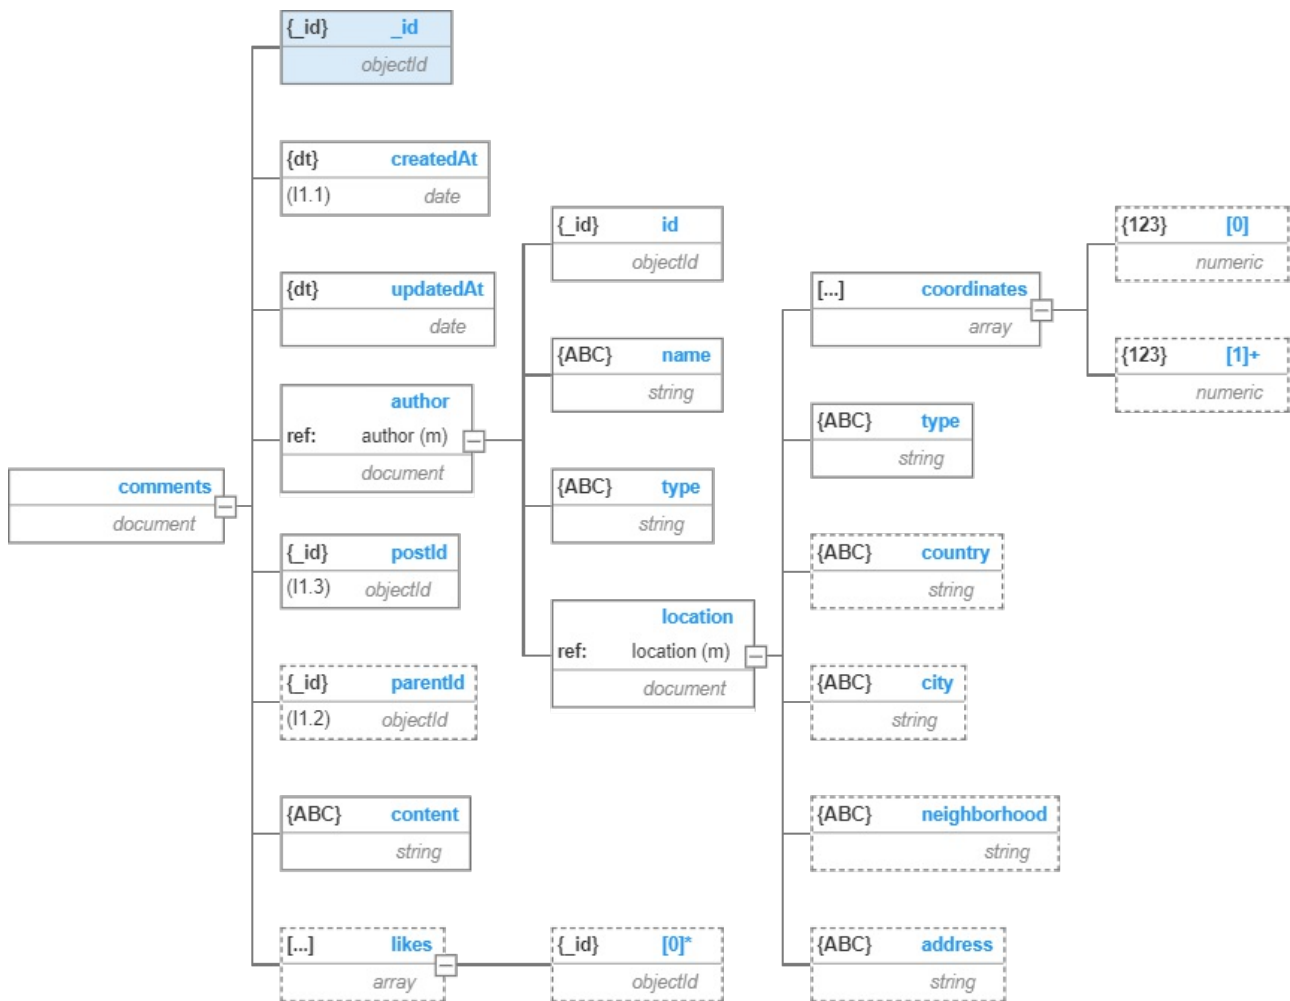 comments
document
{_id} _id
objectId
{dt} createdAt
(I1.1) date
{dt} updatedAt
date
author
ref: author (m)
document
{_id} postId
(I1.3) objectId
{_id} parentId
(I1.2) objectId
{ABC} content
string
[...] likes
array
{_id} id
objectId
{ABC} name
string
{ABC} type
string
location
ref: location (m)
document
{_id} [0]*
objectId
[...] coordinates
array
{ABC} type
string
{ABC} country
string
{ABC} city
string
{ABC} neighborhood
string
{ABC} address
string
{123} [0]
numeric
{123} [1]+
numeric